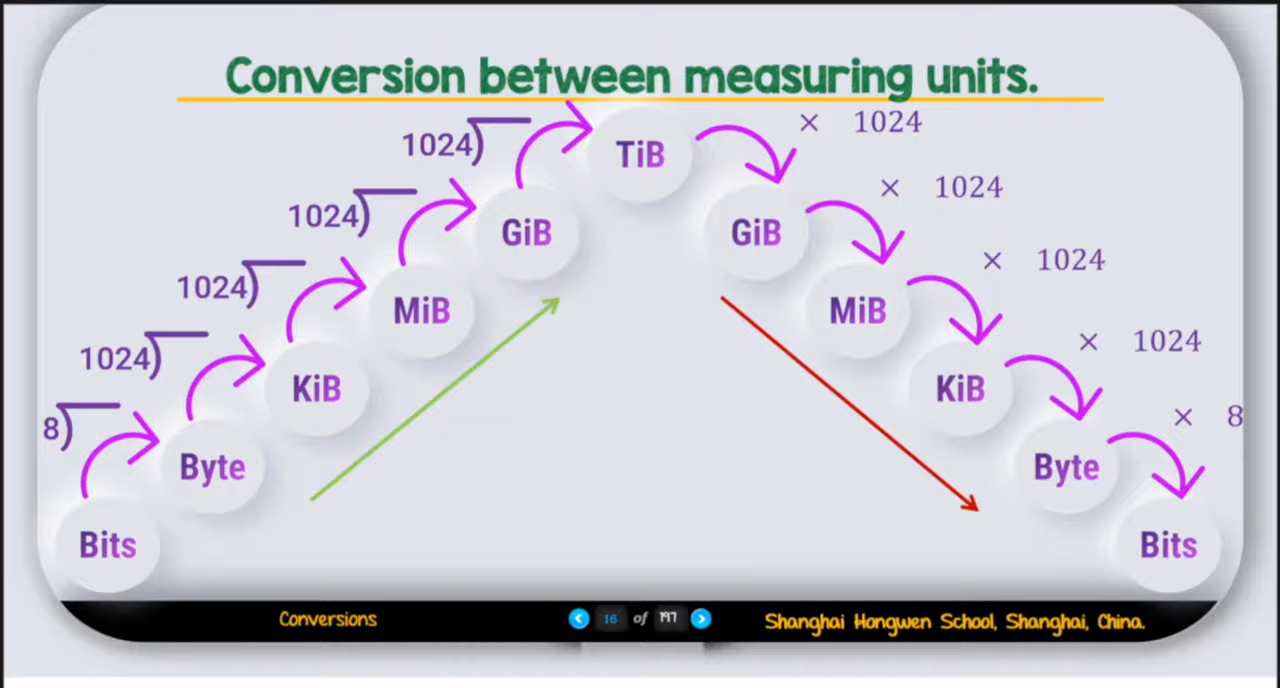 Conversion between measuring units.
TiB
× 1024
1024
GiB
GiB
× 1024
1024
MiB
MiB
× 1024
1024
KiB
KiB
× 1024
1024
Byte
Byte
× 8
8
Bits
Bits
Conversions
16 of 197
Shanghai Hongwen School, Shanghai, China.